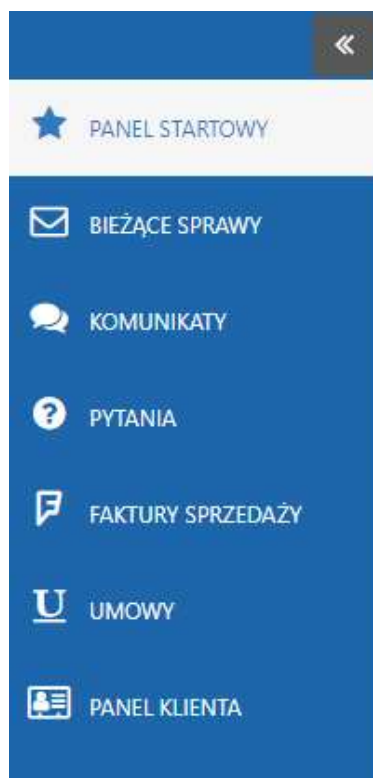 PANEL STARTOWY
BIEŻĄCE SPRAWY
KOMUNIKATY
PYTANIA
FAKTURY SPRZEDAŻY
UMOWY
PANEL KLIENTA